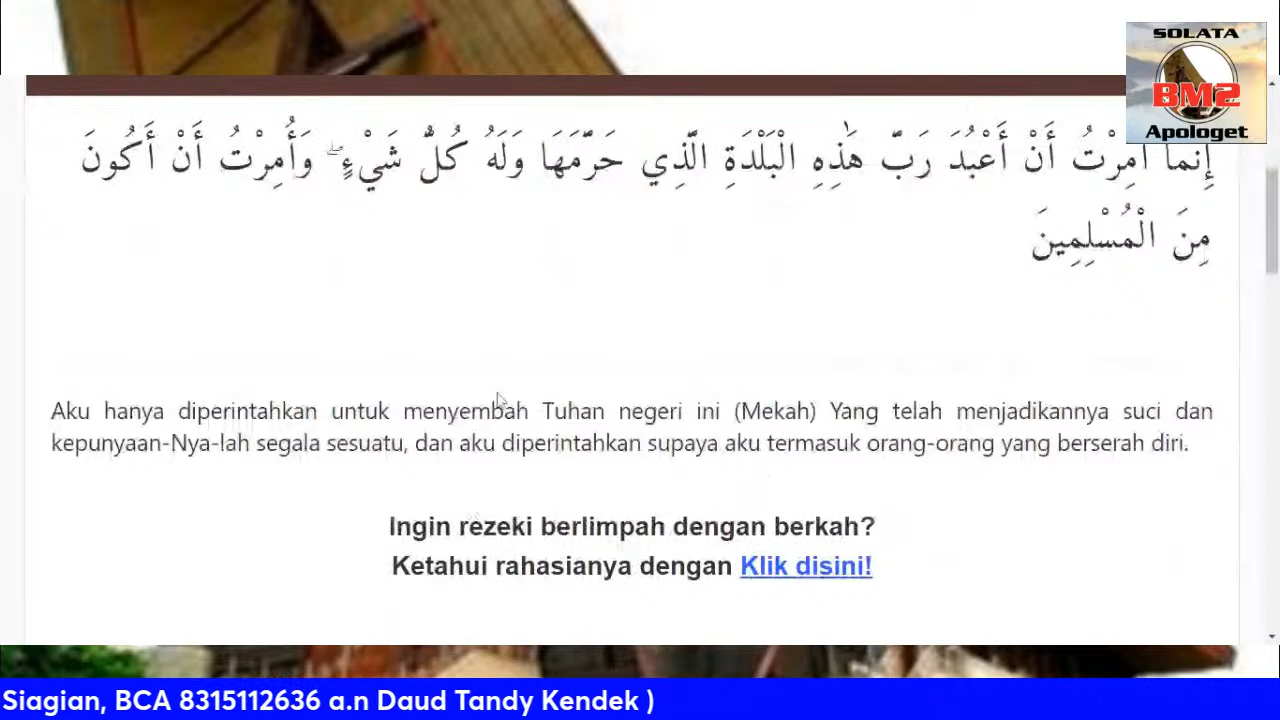 SOLATA
BM2
Apologet
إِنَّمَا أُمِرْتُ أَنْ أَعْبُدَ رَبَّ هَٰذِهِ الْبَلْدَةِ الَّذِي حَرَّمَهَا وَلَهُ كُلُّ شَيْءٍ ۖ وَأُمِرْتُ أَنْ أَكُونَ
مِنَ الْمُسْلِمِينَ
Aku hanya diperintahkan untuk menyembah Tuhan negeri ini (Mekah) Yang telah menjadikannya suci dan
kepunyaan-Nya-lah segala sesuatu, dan aku diperintahkan supaya aku termasuk orang-orang yang berserah diri.
Ingin rezeki berlimpah dengan berkah?
Ketahui rahasianya dengan Klik disini!
Siagian, BCA 8315112636 a.n Daud Tandy Kendek )